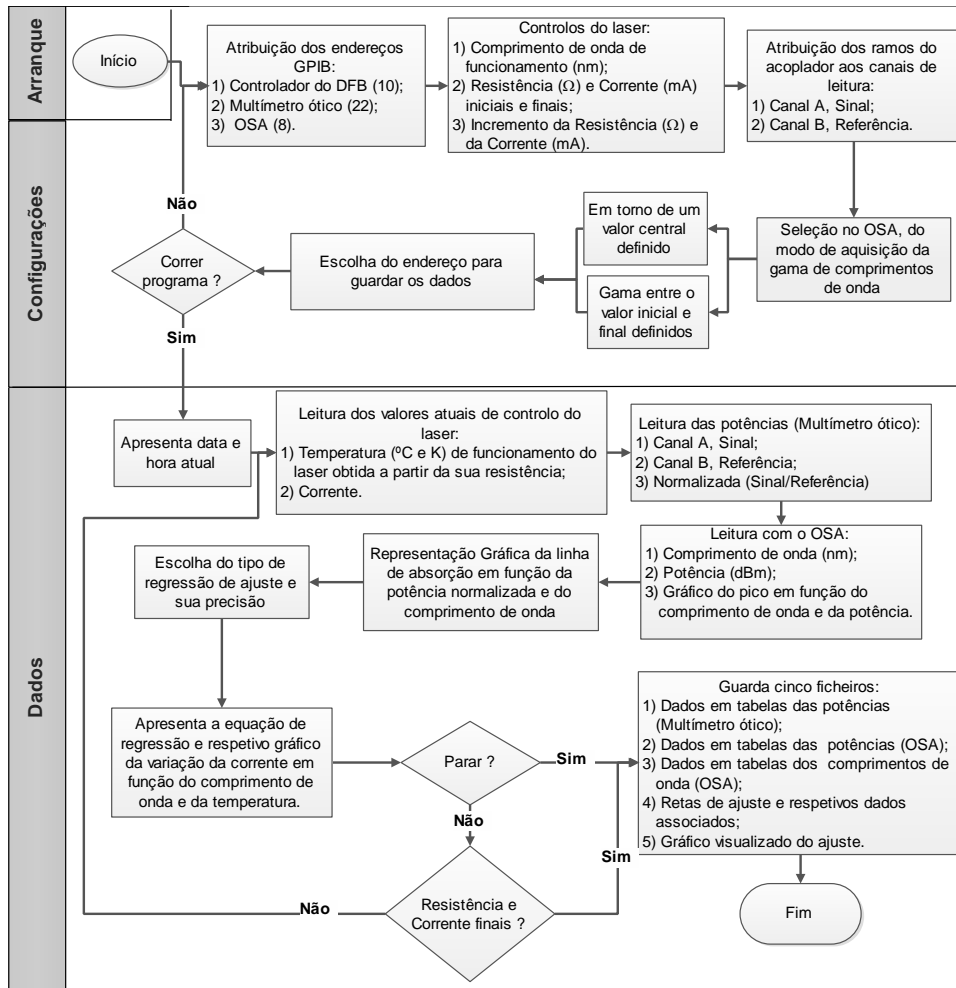 Arranque
Início
Atribuição dos endereços
GPIB:
1) Controlador do DFB (10);
2) Multímetro ótico (22);
3) OSA (8).
Controlos do laser:
1) Comprimento de onda de
funcionamento (nm);
2) Resistência (Ω) e Corrente (mA)
iniciais e finais;
3) Incremento da Resistência (Ω) e
da Corrente (mA).
Atribuição dos ramos do
acoplador aos canais de
leitura:
1) Canal A, Sinal;
2) Canal B, Referência.
Configurações
Não
Correr
programa ?
Sim
Escolha do endereço para
guardar os dados
Em torno de um
valor central
definido
Gama entre o
valor inicial e
final definidos
Seleção no OSA, do
modo de aquisição da
gama de comprimentos
de onda
Dados
Apresenta data e
hora atual
Leitura dos valores atuais de controlo do
laser:
1) Temperatura (ºC e K) de funcionamento do
laser obtida a partir da sua resistência;
2) Corrente.
Leitura das potências (Multímetro ótico):
1) Canal A, Sinal;
2) Canal B, Referência;
3) Normalizada (Sinal/Referência)
Leitura com o OSA:
1) Comprimento de onda (nm);
2) Potência (dBm);
3) Gráfico do pico em função do
comprimento de onda e da potência.
Representação Gráfica da linha
de absorção em função da
potência normalizada e do
comprimento de onda
Escolha do tipo de
regressão de ajuste e
sua precisão
Apresenta a equação de
regressão e respetivo gráfico
da variação da corrente em
função do comprimento de
onda e da temperatura.
Parar ?
Sim
Não
Resistência e
Corrente finais ?
Não
Sim
Guarda cinco ficheiros:
1) Dados em tabelas das potências
(Multímetro ótico);
2) Dados em tabelas das potências (OSA);
3) Dados em tabelas dos comprimentos de
onda (OSA);
4) Retas de ajuste e respetivos dados
associados;
5) Gráfico visualizado do ajuste.
Fim